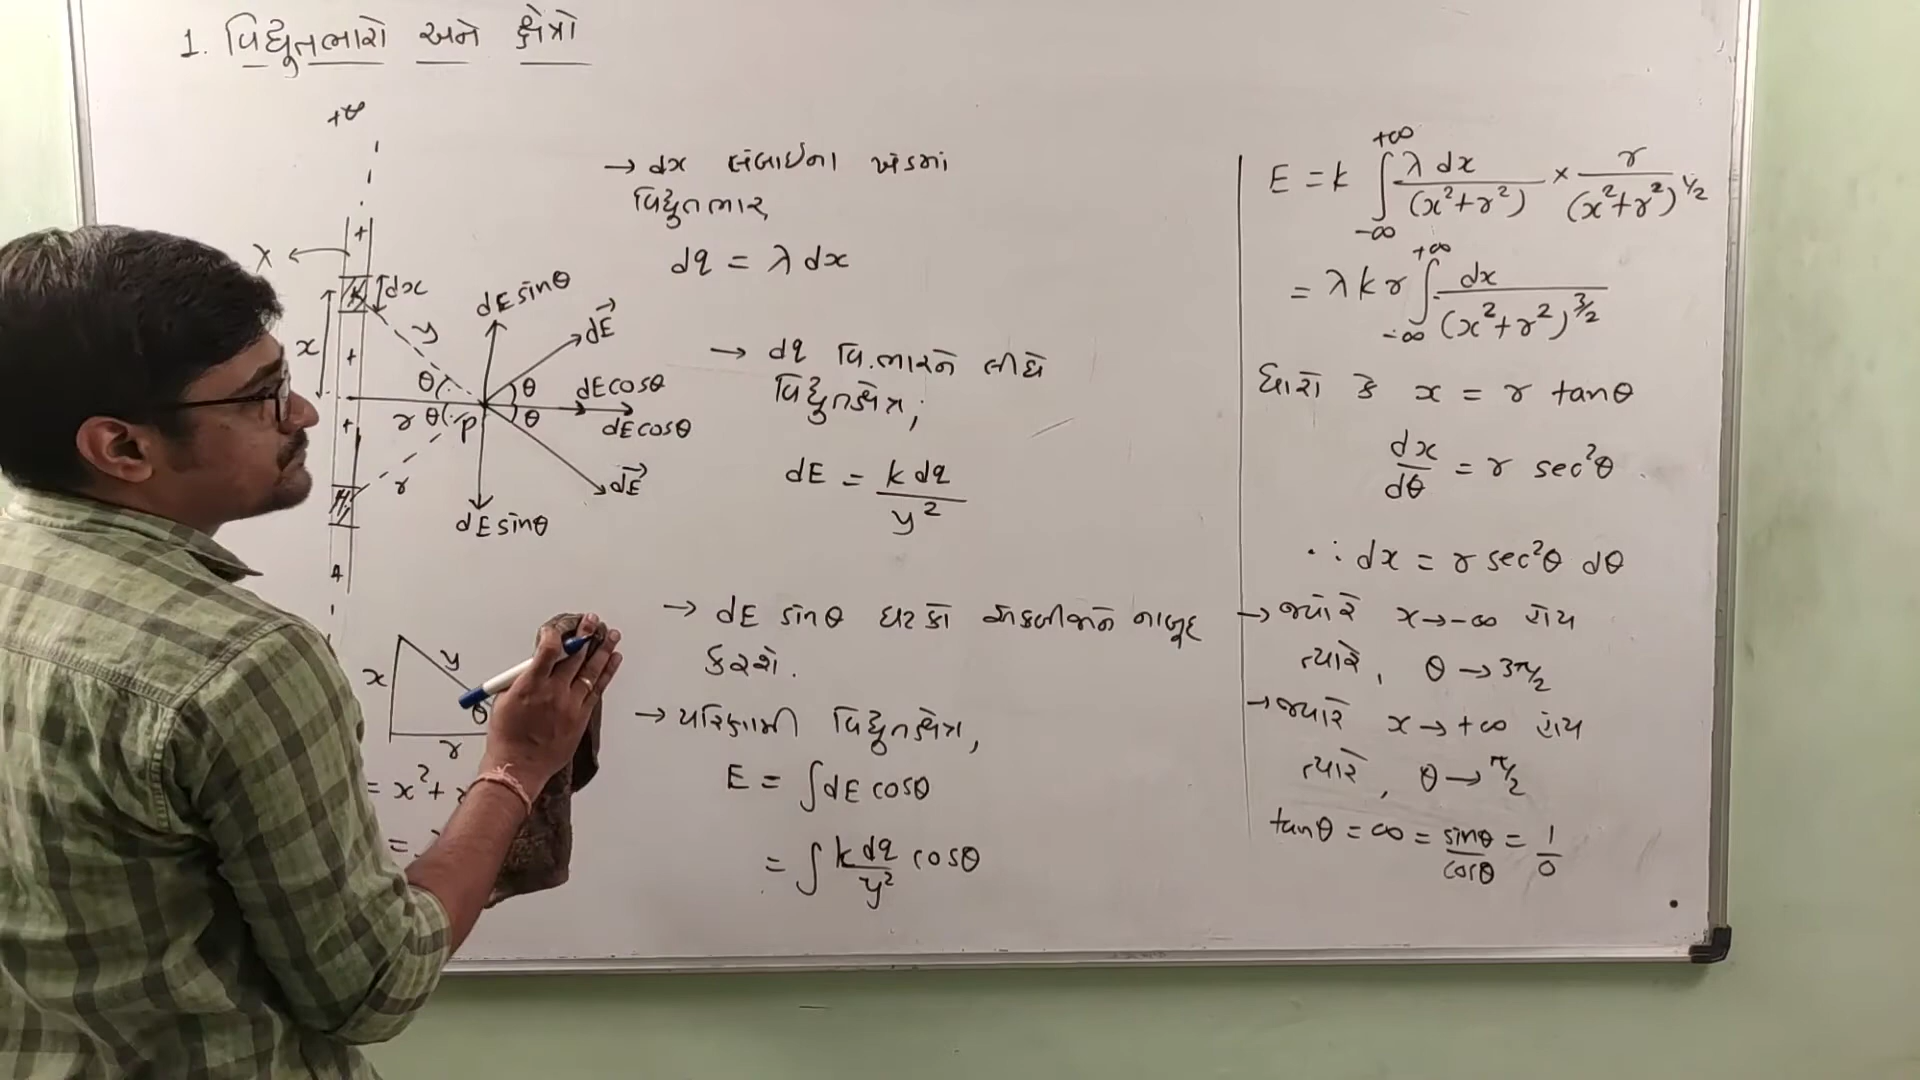 1. વિદ્યુતભારો અને ક્ષેત્રો
+∞
+
λ ←
dx
x
y
+
+
+
θ
r
θ
P
r
dE sinθ
dE⃗
θ
dE cosθ
θ
dE cosθ
dE⃗
dE sinθ
x
y
θ
r
= x²+
=
→ dx લંબાઈના ખંડમાં
વિદ્યુતભાર,
dq = λ dx
→ dq વિ.ભારને લીધે
વિદ્યુતક્ષેત્ર,
dE = k dq / y²
→ dE sinθ ઘટકો એકબીજાને નાબૂદ
કરશે.
→ પરિણામી વિદ્યુતક્ષેત્ર,
E = ∫ dE cosθ
= ∫ k dq / y² cosθ
E = k ∫_{-∞}^{+∞} λ dx / (x²+r²) × r / (x²+r²)^{1/2}
= λ k r ∫_{-∞}^{+∞} dx / (x²+r²)^{3/2}
ધારો કે x = r tanθ
dx/dθ = r sec²θ
∴ dx = r sec²θ dθ
→ જ્યારે x→-∞ હોય
ત્યારે, θ → 3π/2
→ જ્યારે x→+∞ હોય
ત્યારે, θ → π/2
tanθ = ∞ = sinθ/cosθ = 1/0